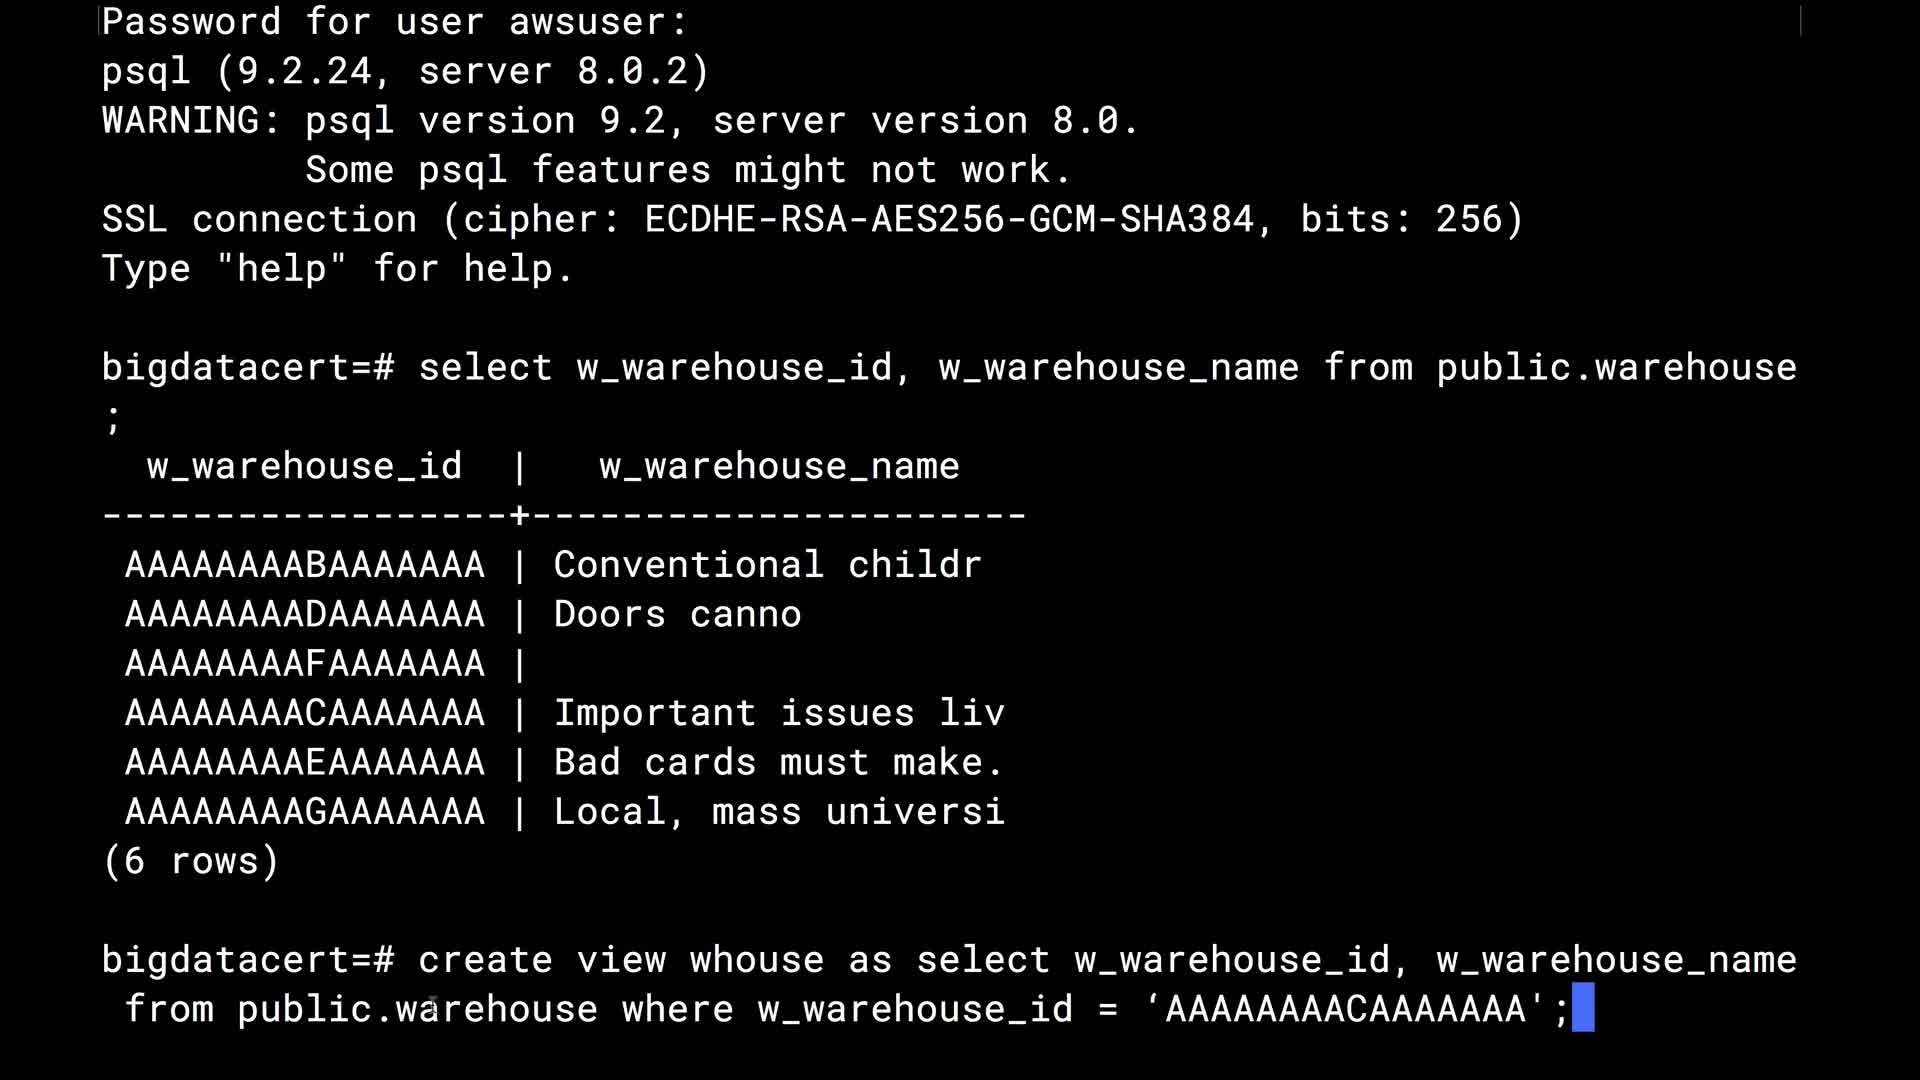 Password for user awsuser:
psql (9.2.24, server 8.0.2)
WARNING: psql version 9.2, server version 8.0.
Some psql features might not work.
SSL connection (cipher: ECDHE-RSA-AES256-GCM-SHA384, bits: 256)
Type "help" for help.
bigdatacert=# select w_warehouse_id, w_warehouse_name from public.warehouse
;
w_warehouse_id | w_warehouse_name
------------------+----------------------
AAAAAAAABAAAAAAA | Conventional childr
AAAAAAAADAAAAAAA | Doors canno
AAAAAAAAFAAAAAAA |
AAAAAAAACAAAAAAA | Important issues liv
AAAAAAAAEAAAAAAA | Bad cards must make.
AAAAAAAAGAAAAAAA | Local, mass universi
(6 rows)
bigdatacert=# create view whouse as select w_warehouse_id, w_warehouse_name
from public.warehouse where w_warehouse_id = ‘AAAAAAAACAAAAAAA';